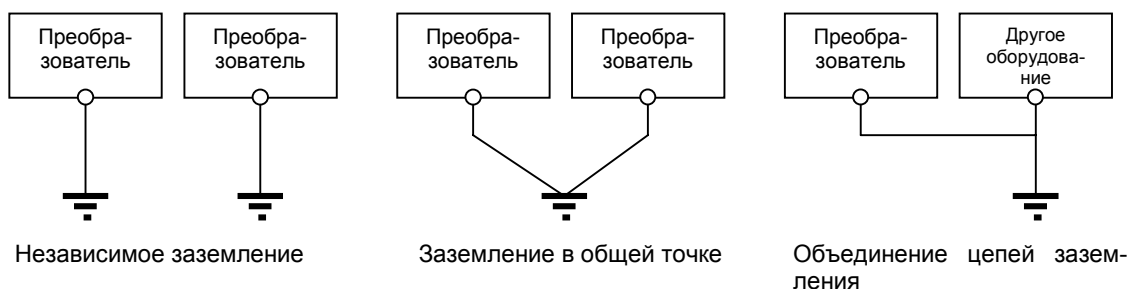 Преобра-
зователь
Преобра-
зователь
Преобра-
зователь
Преобра-
зователь
Преобра-
зователь
Другое
оборудова-
ние
Независимое заземление
Заземление в общей точке
Объединение цепей зазем-
ления